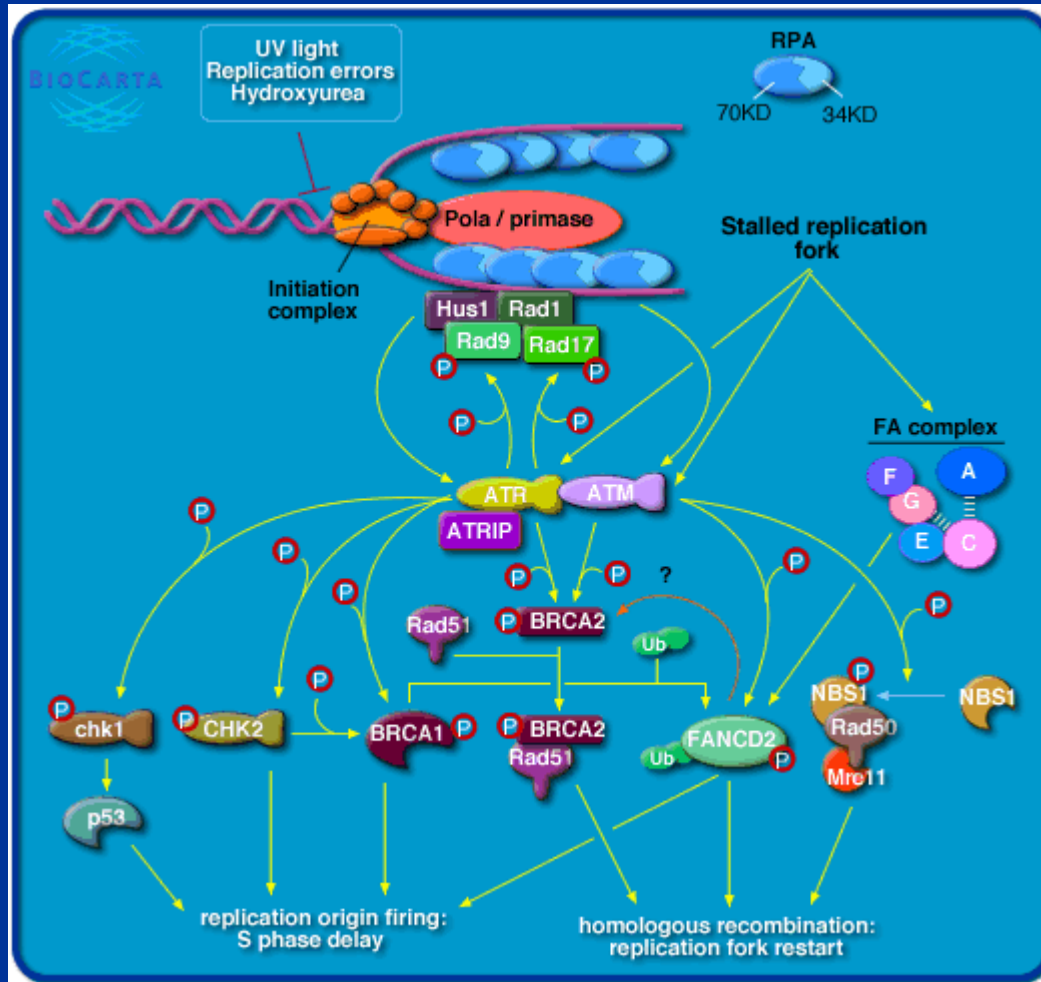 BIOCARTA
UV light
Replication errors
Hydroxyurea
RPA
70KD
34KD
Pola / primase
Stalled replication
fork
Initiation
complex
Hus1
Rad1
Rad9
Rad17
P
P
P
P
FA complex
F
A
G
E
C
ATR
ATM
ATRIP
P
P
P
P
P
P
P
?
Rad51
P
BRCA2
Ub
P
chk1
P
CHK2
P
BRCA1
P
P
BRCA2
Rad51
Ub
FANCD2
P
P
NBS1
NBS1
Rad50
Mre11
p53
replication origin firing:
S phase delay
homologous recombination:
replication fork restart